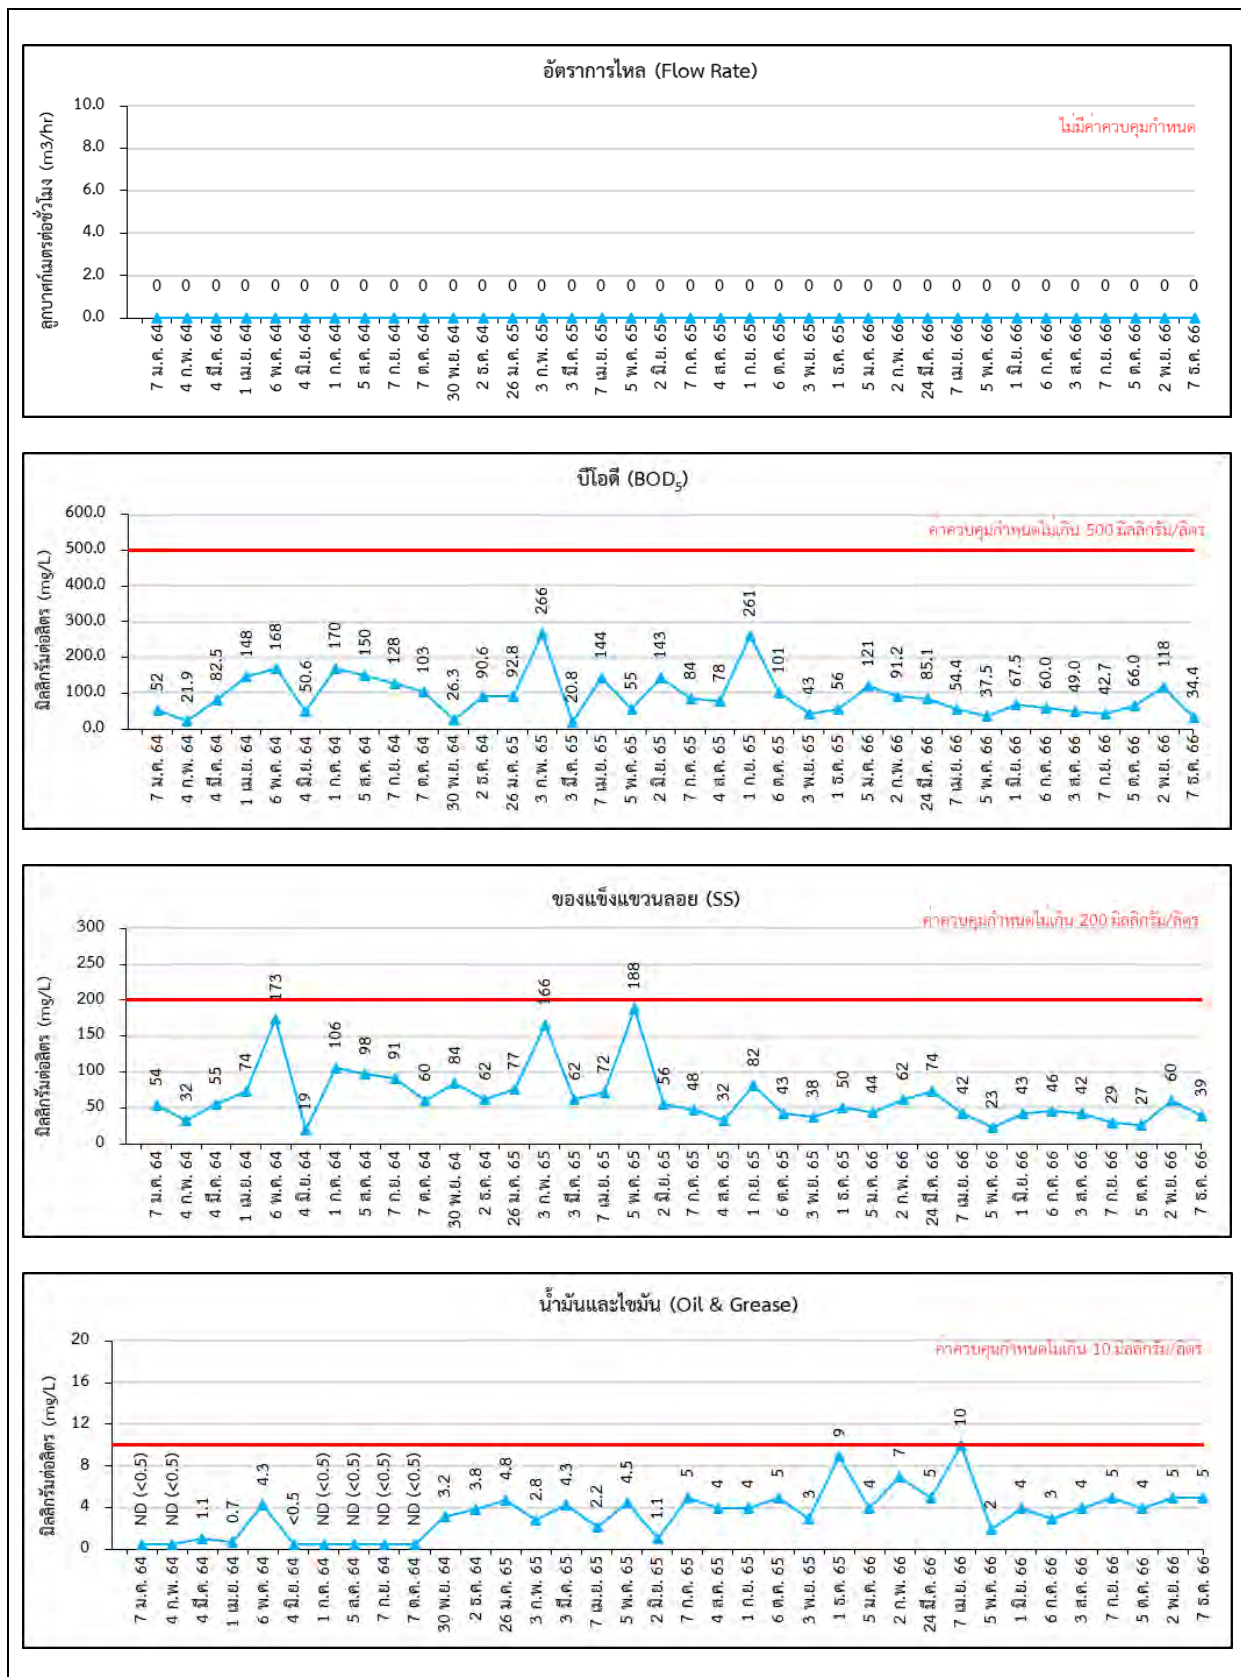 อัตราการไหล (Flow Rate)
ไม่มีค่าควบคุมกำหนด
ลูกบาศก์เมตรต่อชั่วโมง (m3/hr)
10.0
8.0
6.0
4.0
2.0
0.0
0 0 0 0 0 0 0 0 0 0 0 0 0 0 0 0 0 0 0 0 0 0 0 0 0 0 0 0 0 0 0 0 0 0 0 0
7 ม.ค. 64 4 ก.พ. 64 4 มี.ค. 64 1 เม.ย. 64 6 พ.ค. 64 4 มิ.ย. 64 1 ก.ค. 64 5 ส.ค. 64 7 ก.ย. 64 7 ต.ค. 64 30 พ.ย. 64 2 ธ.ค. 64 26 ม.ค. 65 3 ก.พ. 65 3 มี.ค. 65 7 เม.ย. 65 5 พ.ค. 65 2 มิ.ย. 65 7 ก.ค. 65 4 ส.ค. 65 1 ก.ย. 65 6 ต.ค. 65 3 พ.ย. 65 1 ธ.ค. 65 5 ม.ค. 66 2 ก.พ. 66 24 มี.ค. 66 7 เม.ย. 66 5 พ.ค. 66 1 มิ.ย. 66 6 ก.ค. 66 3 ส.ค. 66 7 ก.ย. 66 5 ต.ค. 66 2 พ.ย. 66 7 ธ.ค. 66
บีโอดี (BOD5)
ค่าควบคุมกำหนดไม่เกิน 500 มิลลิกรัม/ลิตร
มิลลิกรัมต่อลิตร (mg/L)
600.0
500.0
400.0
300.0
200.0
100.0
0.0
52 21.9 82.5 148 168 50.6 170 150 128 103 26.3 90.6 92.8 266 20.8 144 55 143 84 78 261 101 43 56 121 91.2 85.1 54.4 37.5 67.5 60.0 49.0 42.7 66.0 118 34.4
7 ม.ค. 64 4 ก.พ. 64 4 มี.ค. 64 1 เม.ย. 64 6 พ.ค. 64 4 มิ.ย. 64 1 ก.ค. 64 5 ส.ค. 64 7 ก.ย. 64 7 ต.ค. 64 30 พ.ย. 64 2 ธ.ค. 64 26 ม.ค. 65 3 ก.พ. 65 3 มี.ค. 65 7 เม.ย. 65 5 พ.ค. 65 2 มิ.ย. 65 7 ก.ค. 65 4 ส.ค. 65 1 ก.ย. 65 6 ต.ค. 65 3 พ.ย. 65 1 ธ.ค. 65 5 ม.ค. 66 2 ก.พ. 66 24 มี.ค. 66 7 เม.ย. 66 5 พ.ค. 66 1 มิ.ย. 66 6 ก.ค. 66 3 ส.ค. 66 7 ก.ย. 66 5 ต.ค. 66 2 พ.ย. 66 7 ธ.ค. 66
ของแข็งแขวนลอย (SS)
ค่าควบคุมกำหนดไม่เกิน 200 มิลลิกรัม/ลิตร
มิลลิกรัมต่อลิตร (mg/L)
300
250
200
150
100
50
0
54 32 55 74 173 19 106 98 91 60 84 62 77 166 62 72 188 56 48 32 82 43 38 50 44 62 74 42 23 43 46 42 29 27 60 39
7 ม.ค. 64 4 ก.พ. 64 4 มี.ค. 64 1 เม.ย. 64 6 พ.ค. 64 4 มิ.ย. 64 1 ก.ค. 64 5 ส.ค. 64 7 ก.ย. 64 7 ต.ค. 64 30 พ.ย. 64 2 ธ.ค. 64 26 ม.ค. 65 3 ก.พ. 65 3 มี.ค. 65 7 เม.ย. 65 5 พ.ค. 65 2 มิ.ย. 65 7 ก.ค. 65 4 ส.ค. 65 1 ก.ย. 65 6 ต.ค. 65 3 พ.ย. 65 1 ธ.ค. 65 5 ม.ค. 66 2 ก.พ. 66 24 มี.ค. 66 7 เม.ย. 66 5 พ.ค. 66 1 มิ.ย. 66 6 ก.ค. 66 3 ส.ค. 66 7 ก.ย. 66 5 ต.ค. 66 2 พ.ย. 66 7 ธ.ค. 66
น้ำมันและไขมัน (Oil & Grease)
ค่าควบคุมกำหนดไม่เกิน 10 มิลลิกรัม/ลิตร
มิลลิกรัมต่อลิตร (mg/L)
20
16
12
8
4
0
ND (<0.5) ND (<0.5) 1.1 0.7 4.3 <0.5 ND (<0.5) ND (<0.5) ND (<0.5) ND (<0.5) 3.2 3.8 4.8 2.8 4.3 2.2 4.5 1.1 5 4 4 5 3 9 4 7 5 10 2 4 3 4 5 4 5 5
7 ม.ค. 64 4 ก.พ. 64 4 มี.ค. 64 1 เม.ย. 64 6 พ.ค. 64 4 มิ.ย. 64 1 ก.ค. 64 5 ส.ค. 64 7 ก.ย. 64 7 ต.ค. 64 30 พ.ย. 64 2 ธ.ค. 64 26 ม.ค. 65 3 ก.พ. 65 3 มี.ค. 65 7 เม.ย. 65 5 พ.ค. 65 2 มิ.ย. 65 7 ก.ค. 65 4 ส.ค. 65 1 ก.ย. 65 6 ต.ค. 65 3 พ.ย. 65 1 ธ.ค. 65 5 ม.ค. 66 2 ก.พ. 66 24 มี.ค. 66 7 เม.ย. 66 5 พ.ค. 66 1 มิ.ย. 66 6 ก.ค. 66 3 ส.ค. 66 7 ก.ย. 66 5 ต.ค. 66 2 พ.ย. 66 7 ธ.ค. 66